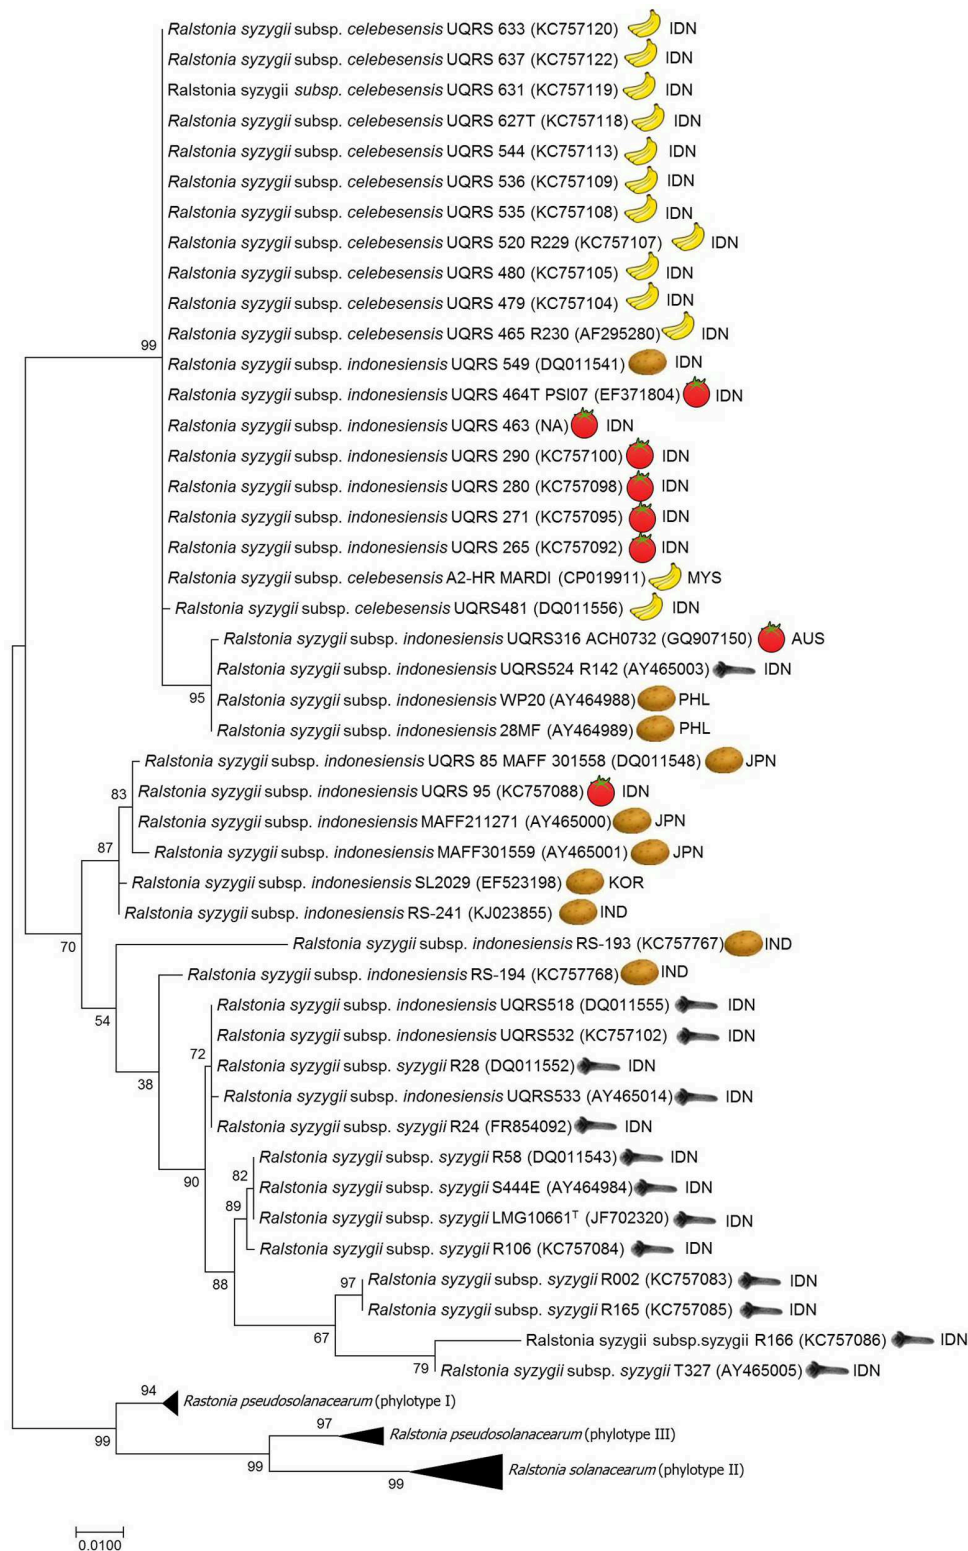 Ralstonia syzygii subsp. celebesensis UQRS 633 (KC757120) IDN
Ralstonia syzygii subsp. celebesensis UQRS 637 (KC757122) IDN
Ralstonia syzygii subsp. celebesensis UQRS 631 (KC757119) IDN
Ralstonia syzygii subsp. celebesensis UQRS 627T (KC757118) IDN
Ralstonia syzygii subsp. celebesensis UQRS 544 (KC757113) IDN
Ralstonia syzygii subsp. celebesensis UQRS 536 (KC757109) IDN
Ralstonia syzygii subsp. celebesensis UQRS 535 (KC757108) IDN
Ralstonia syzygii subsp. celebesensis UQRS 520 R229 (KC757107) IDN
Ralstonia syzygii subsp. celebesensis UQRS 480 (KC757105) IDN
Ralstonia syzygii subsp. celebesensis UQRS 479 (KC757104) IDN
Ralstonia syzygii subsp. celebesensis UQRS 465 R230 (AF295280) IDN
99
Ralstonia syzygii subsp. indonesiensis UQRS 549 (DQ011541) IDN
Ralstonia syzygii subsp. indonesiensis UQRS 464T PSI07 (EF371804) IDN
Ralstonia syzygii subsp. indonesiensis UQRS 463 (NA) IDN
Ralstonia syzygii subsp. indonesiensis UQRS 290 (KC757100) IDN
Ralstonia syzygii subsp. indonesiensis UQRS 280 (KC757098) IDN
Ralstonia syzygii subsp. indonesiensis UQRS 271 (KC757095) IDN
Ralstonia syzygii subsp. indonesiensis UQRS 265 (KC757092) IDN
Ralstonia syzygii subsp. celebesensis A2-HR MARDI (CP019911) MYS
Ralstonia syzygii subsp. celebesensis UQRS481 (DQ011556) IDN
Ralstonia syzygii subsp. indonesiensis UQRS316 ACH0732 (GQ907150) AUS
Ralstonia syzygii subsp. indonesiensis UQRS524 R142 (AY465003) IDN
95
Ralstonia syzygii subsp. indonesiensis WP20 (AY464988) PHL
Ralstonia syzygii subsp. indonesiensis 28MF (AY464989) PHL
Ralstonia syzygii subsp. indonesiensis UQRS 85 MAFF 301558 (DQ011548) JPN
83
Ralstonia syzygii subsp. indonesiensis UQRS 95 (KC757088) IDN
Ralstonia syzygii subsp. indonesiensis MAFF211271 (AY465000) JPN
87
Ralstonia syzygii subsp. indonesiensis MAFF301559 (AY465001) JPN
Ralstonia syzygii subsp. indonesiensis SL2029 (EF523198) KOR
Ralstonia syzygii subsp. indonesiensis RS-241 (KJ023855) IND
70
Ralstonia syzygii subsp. indonesiensis RS-193 (KC757767) IND
Ralstonia syzygii subsp. indonesiensis RS-194 (KC757768) IND
54
Ralstonia syzygii subsp. indonesiensis UQRS518 (DQ011555) IDN
Ralstonia syzygii subsp. indonesiensis UQRS532 (KC757102) IDN
72
Ralstonia syzygii subsp. syzygii R28 (DQ011552) IDN
38
Ralstonia syzygii subsp. indonesiensis UQRS533 (AY465014) IDN
Ralstonia syzygii subsp. syzygii R24 (FR854092) IDN
Ralstonia syzygii subsp. syzygii R58 (DQ011543) IDN
90
82
Ralstonia syzygii subsp. syzygii S444E (AY464984) IDN
89
Ralstonia syzygii subsp. syzygii LMG10661ᵀ (JF702320) IDN
Ralstonia syzygii subsp. syzygii R106 (KC757084) IDN
88
97
Ralstonia syzygii subsp. syzygii R002 (KC757083) IDN
Ralstonia syzygii subsp. syzygii R165 (KC757085) IDN
67
Ralstonia syzygii subsp.syzygii R166 (KC757086) IDN
79
Ralstonia syzygii subsp. syzygii T327 (AY465005) IDN
94
Rastonia pseudosolanacearum (phylotype I)
99
97
Ralstonia pseudosolanacearum (phylotype III)
99
Ralstonia solanacearum (phylotype II)
99
0.0100